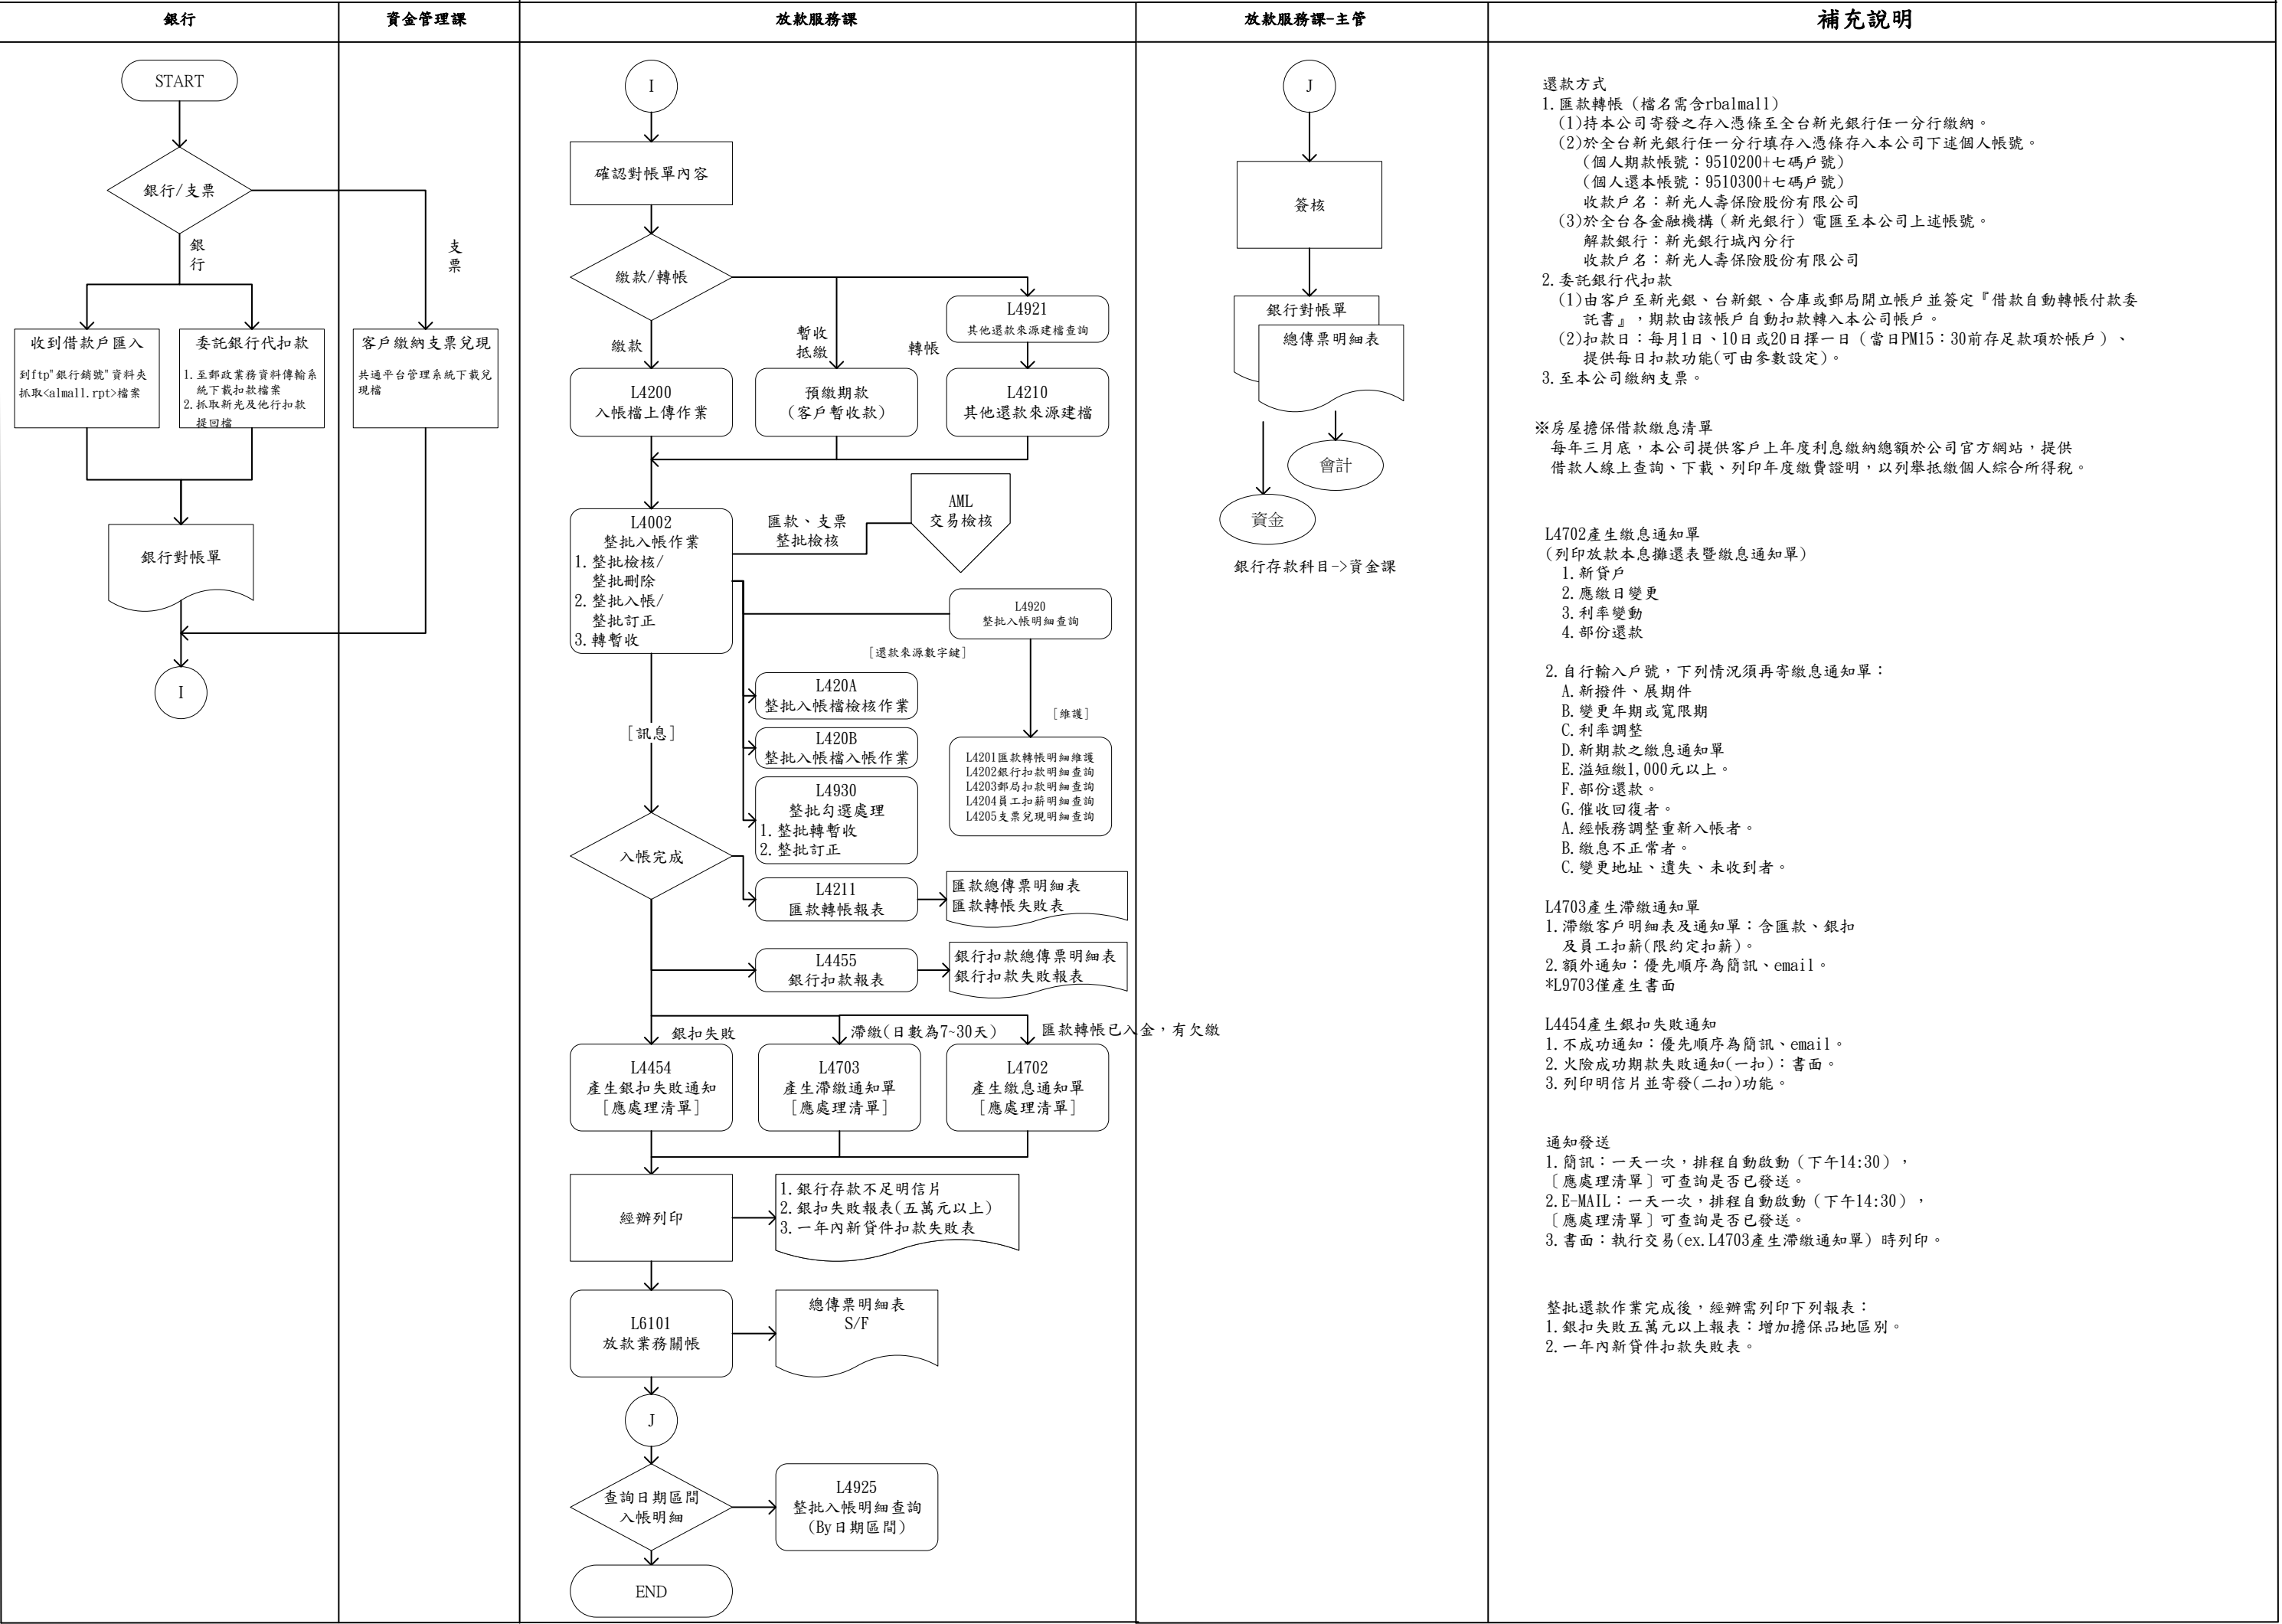 銀行
資金管理課
放款服務課
放款服務課-主管
補充說明
START
銀行/支票
銀
行
支
票
收到借款戶匯入
到ftp"銀行銷號"資料夾
抓取<almall.rpt>檔案
委託銀行代扣款
1.至郵政業務資料傳輸系
統下載扣款檔案
2.抓取新光及他行扣款
提回檔
客戶繳納支票兌現
共通平台管理系統下載兌
現檔
銀行對帳單
I
I
確認對帳單內容
繳款/轉帳
繳款
暫收
抵繳
轉帳
L4921
其他還款來源建檔查詢
L4200
入帳檔上傳作業
預繳期款
(客戶暫收款)
L4210
其他還款來源建檔
L4002
整批入帳作業
1.整批檢核/
整批刪除
2.整批入帳/
整批訂正
3.轉暫收
匯款、支票
整批檢核
AML
交易檢核
L4920
整批入帳明細查詢
[還款來源數字鍵]
L420A
整批入帳檔檢核作業
[維護]
[訊息]
L420B
整批入帳檔入帳作業
L4201匯款轉帳明細維護
L4202銀行扣款明細查詢
L4203郵局扣款明細查詢
L4204員工扣薪明細查詢
L4205支票兌現明細查詢
L4930
整批勾選處理
1.整批轉暫收
2.整批訂正
入帳完成
L4211
匯款轉帳報表
匯款總傳票明細表
匯款轉帳失敗表
L4455
銀行扣款報表
銀行扣款總傳票明細表
銀行扣款失敗報表
銀扣失敗
滯繳(日數為7~30天)
匯款轉帳已入金，有欠繳
L4454
產生銀扣失敗通知
[應處理清單]
L4703
產生滯繳通知單
[應處理清單]
L4702
產生繳息通知單
[應處理清單]
經辦列印
1.銀行存款不足明信片
2.銀扣失敗報表(五萬元以上)
3.一年內新貸件扣款失敗表
L6101
放款業務關帳
總傳票明細表
S/F
J
查詢日期區間
入帳明細
L4925
整批入帳明細查詢
(By日期區間)
END
J
簽核
銀行對帳單
總傳票明細表
會計
資金
銀行存款科目->資金課
還款方式
1.匯款轉帳（檔名需含rbalmall）
(1)持本公司寄發之存入憑條至全台新光銀行任一分行繳納。
(2)於全台新光銀行任一分行填存入憑條存入本公司下述個人帳號。
(個人期款帳號：9510200+七碼戶號)
(個人還本帳號：9510300+七碼戶號)
收款戶名：新光人壽保險股份有限公司
(3)於全台各金融機構（新光銀行）電匯至本公司上述帳號。
解款銀行：新光銀行城內分行
收款戶名：新光人壽保險股份有限公司
2.委託銀行代扣款
(1)由客戶至新光銀、台新銀、合庫或郵局開立帳戶並簽定『借款自動轉帳付款委
託書』，期款由該帳戶自動扣款轉入本公司帳戶。
(2)扣款日：每月1日、10日或20日擇一日（當日PM15：30前存足款項於帳戶）、
提供每日扣款功能(可由參數設定)。
3.至本公司繳納支票。
※房屋擔保借款繳息清單
每年三月底，本公司提供客戶上年度利息繳納總額於公司官方網站，提供
借款人線上查詢、下載、列印年度繳費證明，以列舉抵繳個人綜合所得稅。
L4702產生繳息通知單
(列印放款本息攤還表暨繳息通知單)
1.新貸戶
2.應繳日變更
3.利率變動
4.部份還款
2.自行輸入戶號，下列情況須再寄繳息通知單：
A.新撥件、展期件
B.變更年期或寬限期
C.利率調整
D.新期款之繳息通知單
E.溢短繳1,000元以上。
F.部份還款。
G.催收回復者。
A.經帳務調整重新入帳者。
B.繳息不正常者。
C.變更地址、遺失、未收到者。
L4703產生滯繳通知單
1.滯繳客戶明細表及通知單：含匯款、銀扣
及員工扣薪(限約定扣薪)。
2.額外通知：優先順序為簡訊、email。
*L9703僅產生書面
L4454產生銀扣失敗通知
1.不成功通知：優先順序為簡訊、email。
2.火險成功期款失敗通知(一扣)：書面。
3.列印明信片並寄發(二扣)功能。
通知發送
1.簡訊：一天一次，排程自動啟動（下午14:30），
〔應處理清單〕可查詢是否已發送。
2.E-MAIL：一天一次，排程自動啟動（下午14:30），
〔應處理清單〕可查詢是否已發送。
3.書面：執行交易(ex.L4703產生滯繳通知單）時列印。
整批還款作業完成後，經辦需列印下列報表：
1.銀扣失敗五萬元以上報表：增加擔保品地區別。
2.一年內新貸件扣款失敗表。